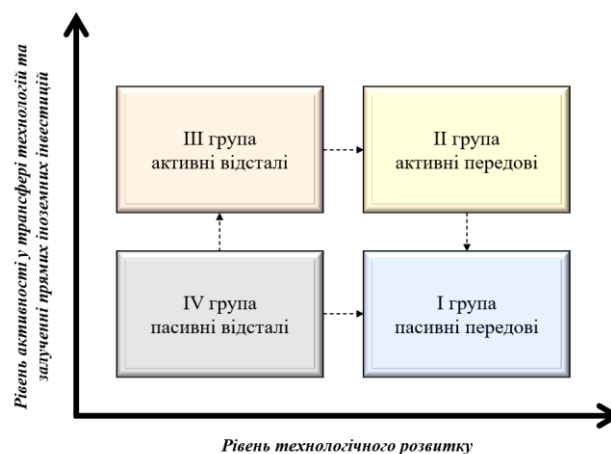 Рівень активності у трансфері технологій та
залученні прямих іноземних інвестицій
III група
активні відсталі
II група
активні передові
IV група
пасивні відсталі
I група
пасивні передові
Рівень технологічного розвитку